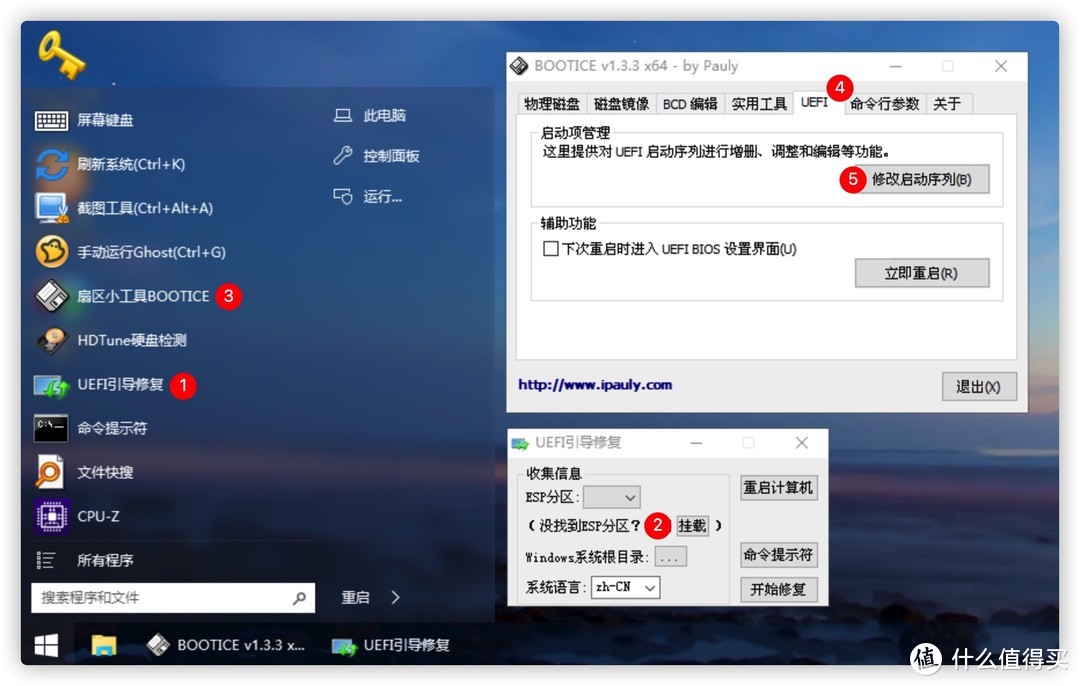 屏幕键盘
刷新系统(Ctrl+K)
截图工具(Ctrl+Alt+A)
手动运行Ghost(Ctrl+G)
扇区小工具BOOTICE 3
HDTune硬盘检测
UEFI引导修复 1
命令提示符
文件快搜
CPU-Z
所有程序
搜索程序和文件
此电脑
控制面板
运行...
重启
BOOTICE v1.3.3 x64 - by Pauly
物理磁盘 磁盘镜像 BCD 编辑 实用工具 UEFI 4 命令行参数 关于
启动项管理
这里提供对 UEFI 启动序列进行增删、调整和编辑等功能。
5 修改启动序列(B)
辅助功能
下次重启时进入 UEFI BIOS 设置界面(U)
立即重启(R)
http://www.ipauly.com
退出(X)
UEFI引导修复
收集信息
ESP分区:
重启计算机
(没找到ESP分区? 2 挂载 )
Windows系统根目录: ...
命令提示符
系统语言: zh-CN
开始修复
BOOTICE v1.3.3 x...
UEFI引导修复
值 什么值得买